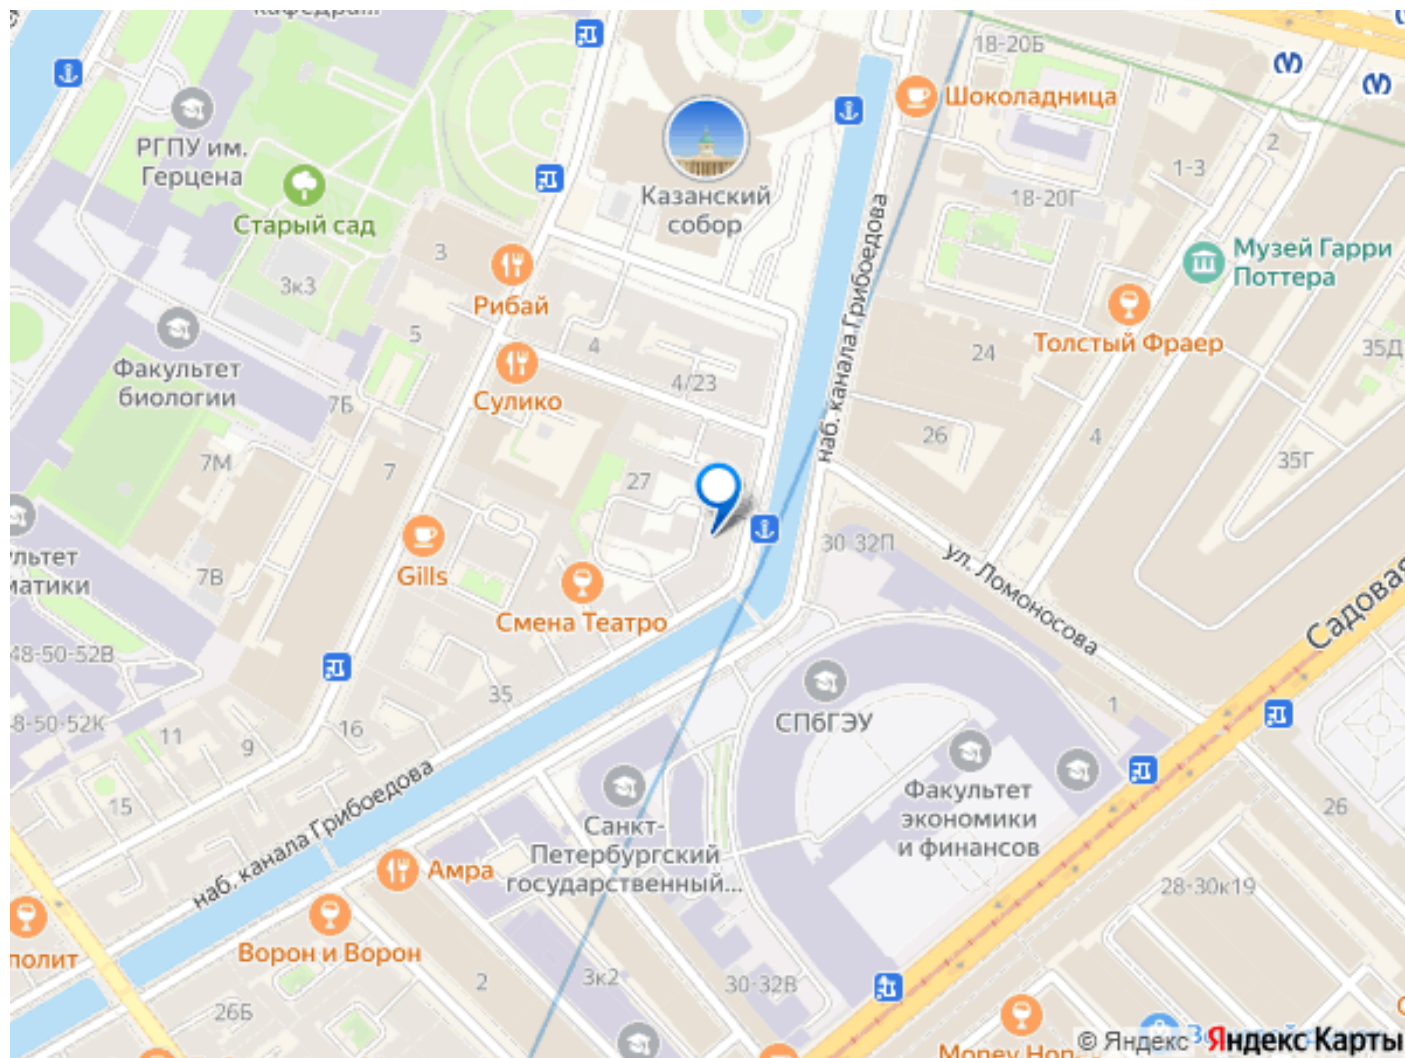 18-20Б
Шоколадница
РГПУ им.
Герцена
Старый сад
Казанский
собор
1-3
2
18-20Г
Музей Гарри
Поттера
3
3к3
Рибай
5
4
Толстый Фраер
24
35Д
Факультет
биологии
7Б
Сулико
4/23
наб. канала Грибоедова
наб. канала Грибоедова
26
4
35Г
7М
7
27
Gills
7В
30-32П
ул. Ломоносова
Садовая
Смена Театро
48-50-52В
35
СПбГЭУ
1
11
9
16
15
Факультет
экономики
и финансов
26
наб. канала Грибоедова
Санкт-
Петербургский
государственный...
Амра
28-30к19
Ворон и Ворон
2
3к2
30-32В
26Б
© Яндекс
Яндекс Карты